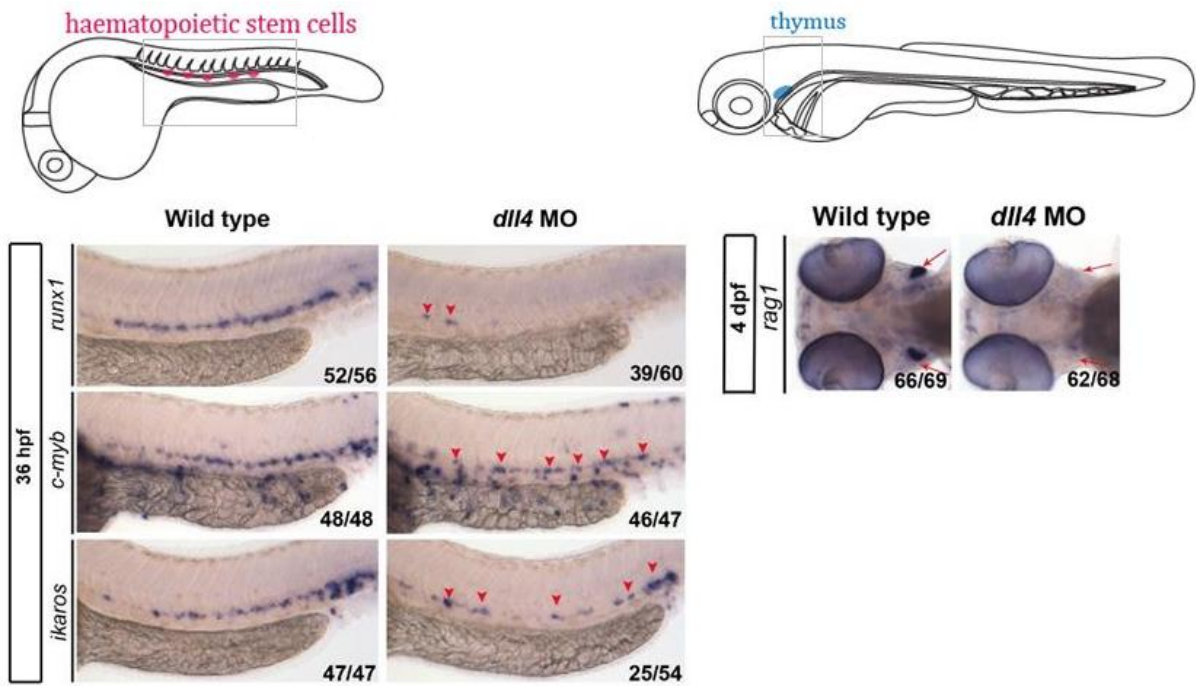 haematopoietic stem cells
thymus
Wild type
dll4 MO
36 hpf
runx1
52/56
39/60
c-myb
48/48
46/47
ikaros
47/47
25/54
Wild type
dll4 MO
4 dpf
rag1
66/69
62/68